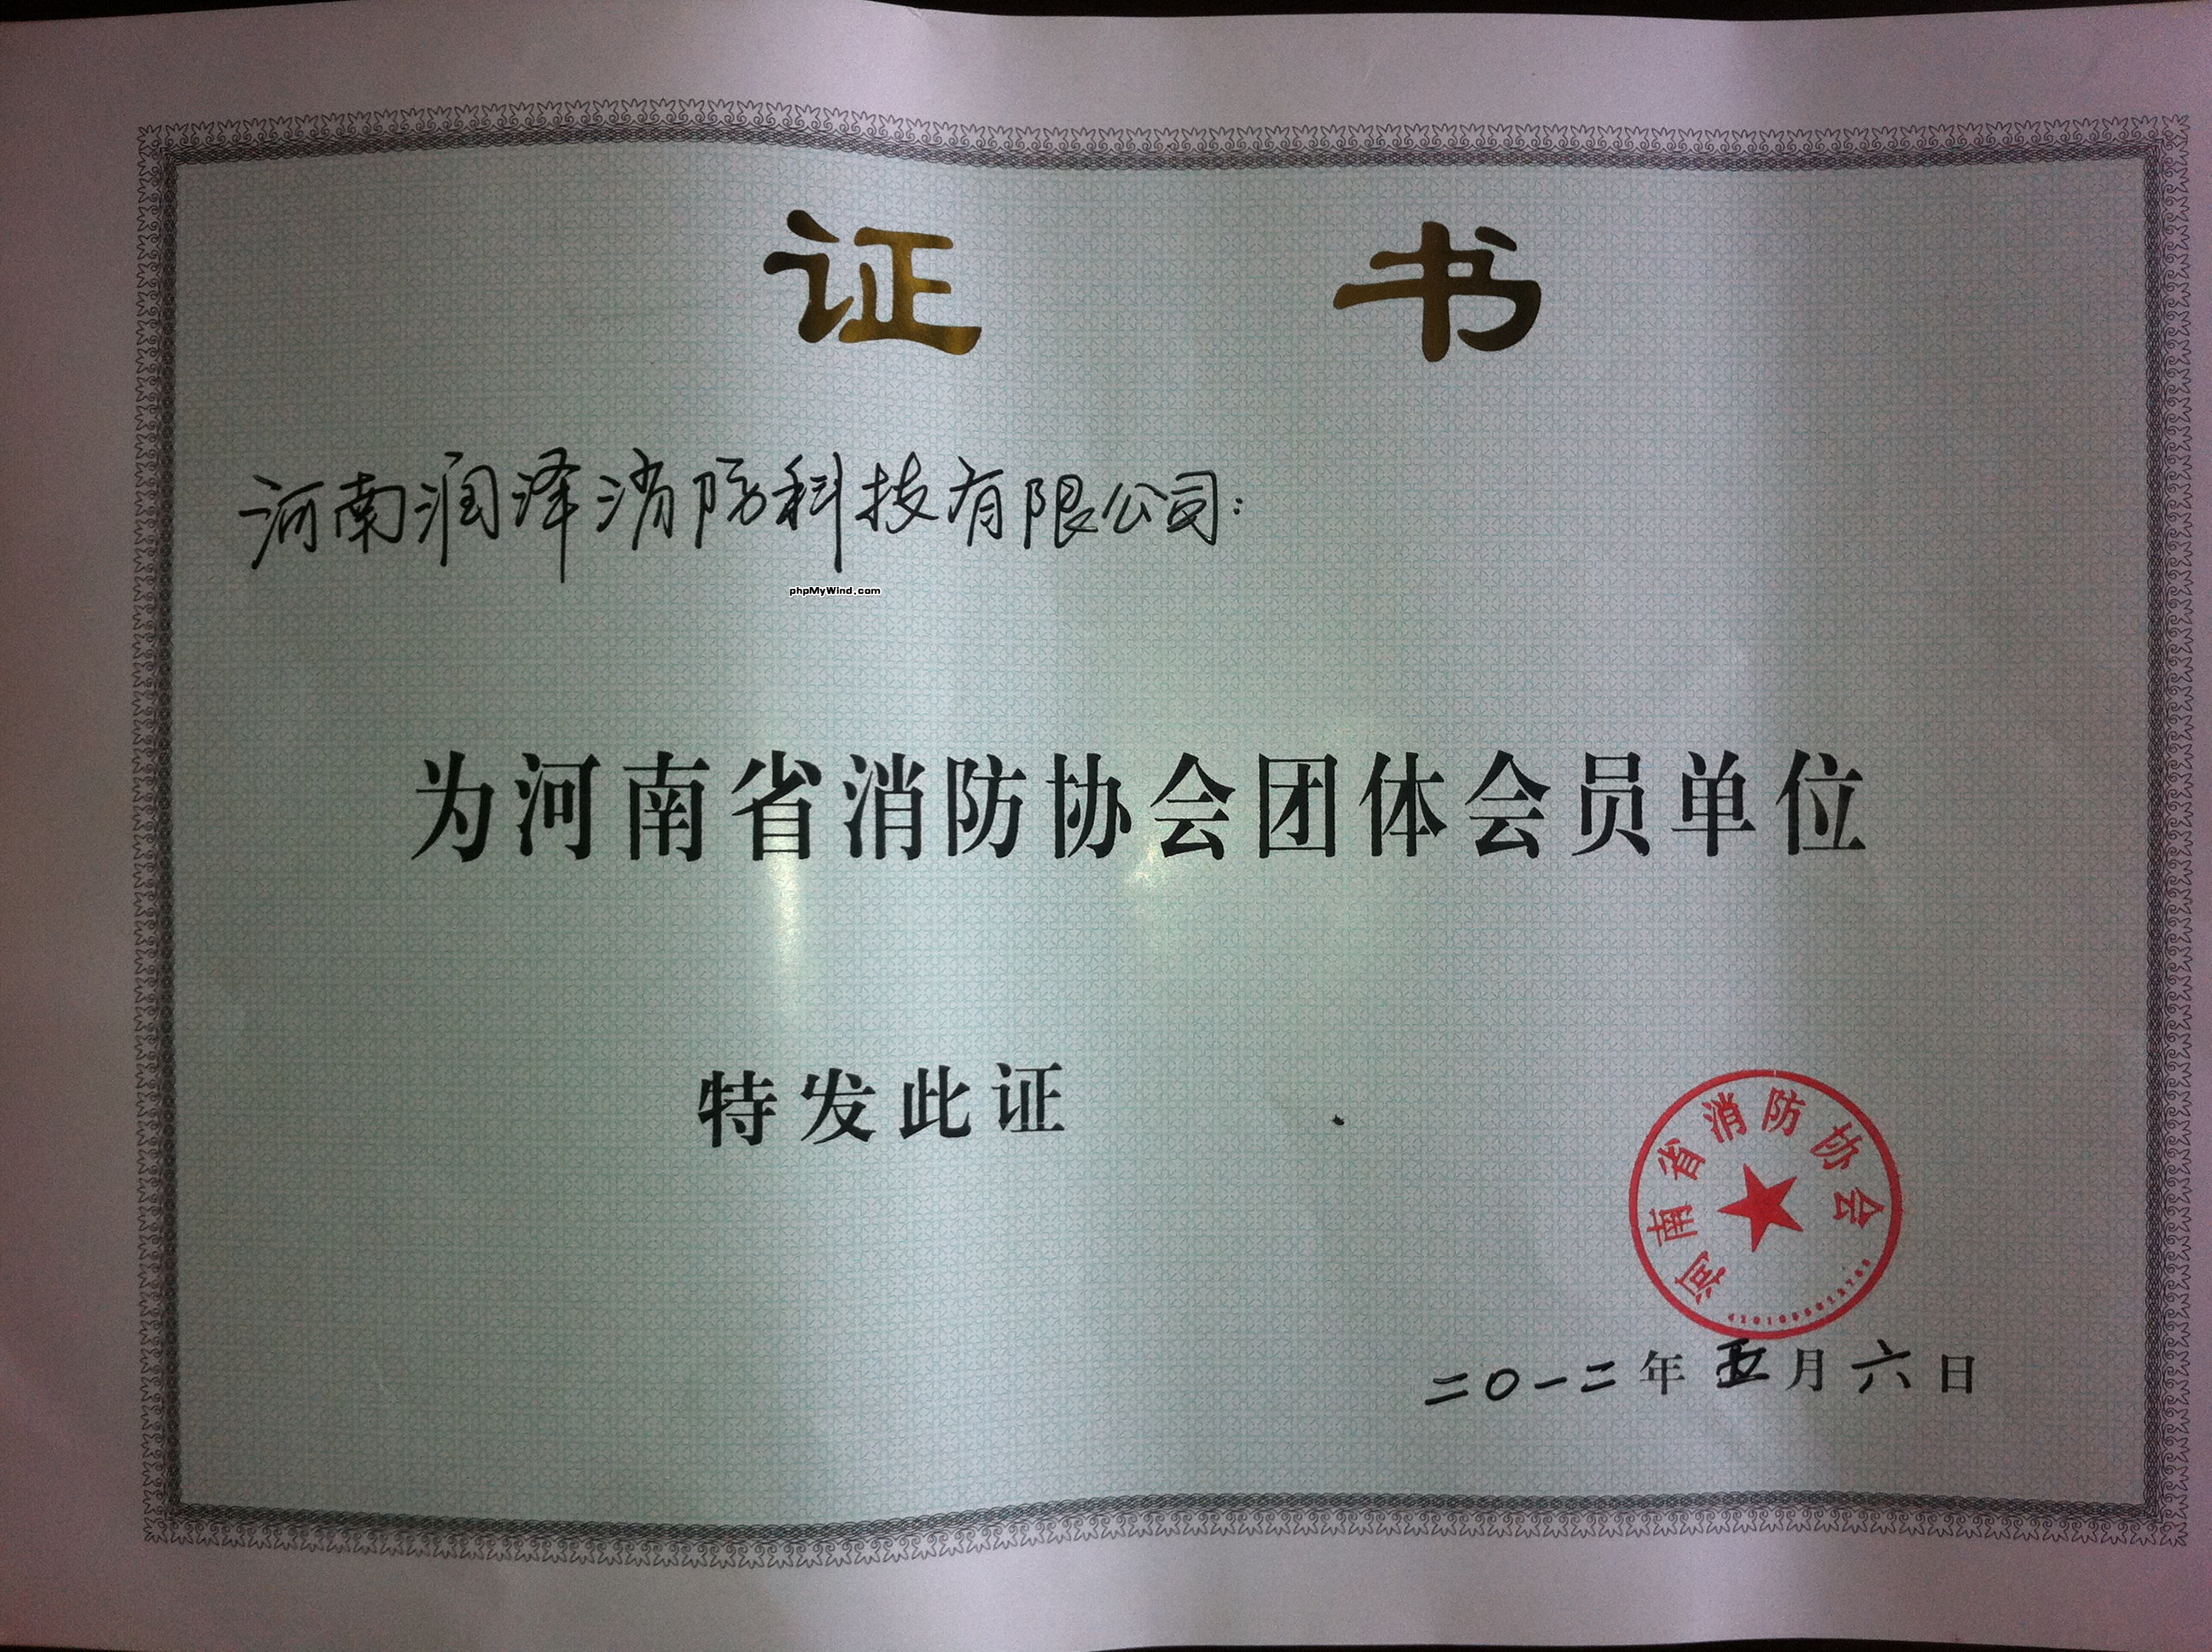 证书
河南润泽消防科技有限公司:
phpMyWind.com
为河南省消防协会团体会员单位
特发此证
河南省消防协会
二〇一二年五月六日